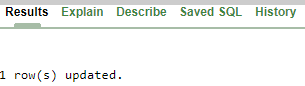 Results Explain Describe Saved SQL History
1 row(s) updated.